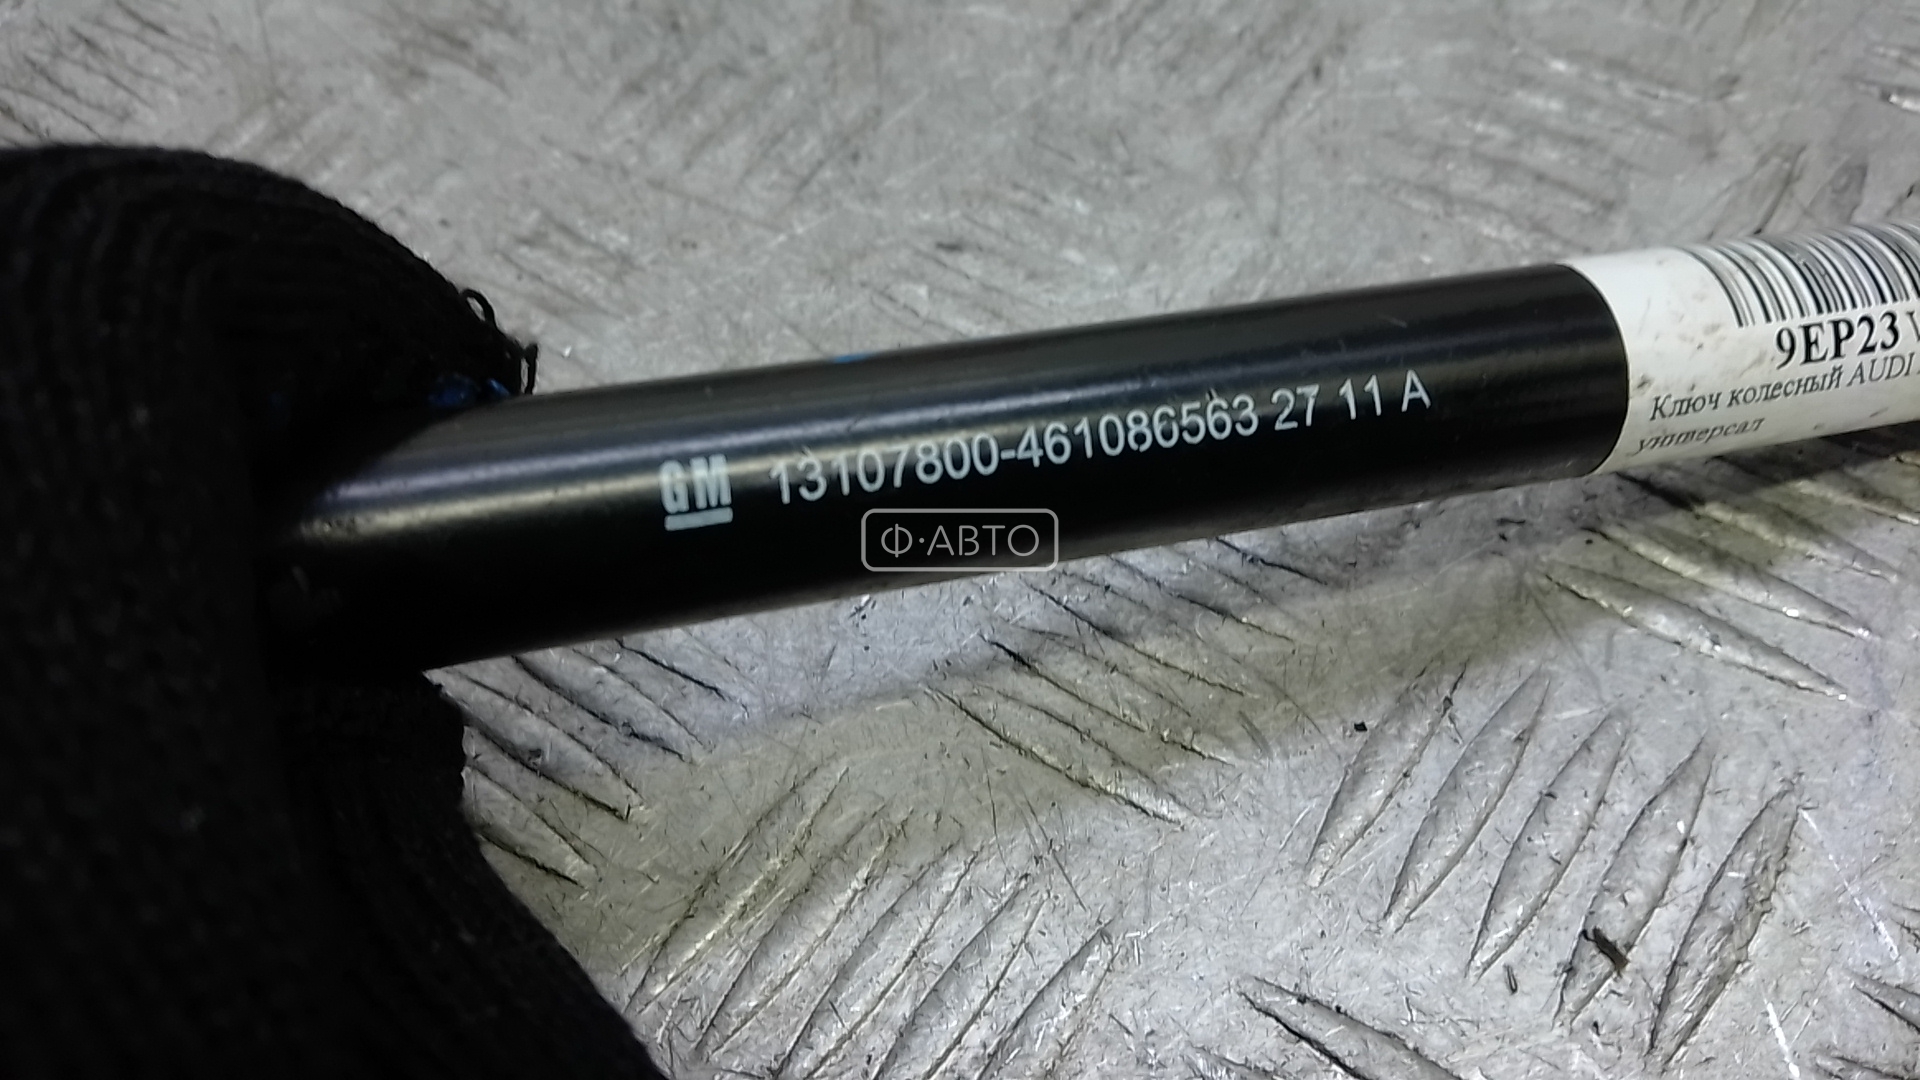 GM 13107800-461086563 27 11 A
Ф·АВТО
9EP23
Ключ колесный AUDI
универсал